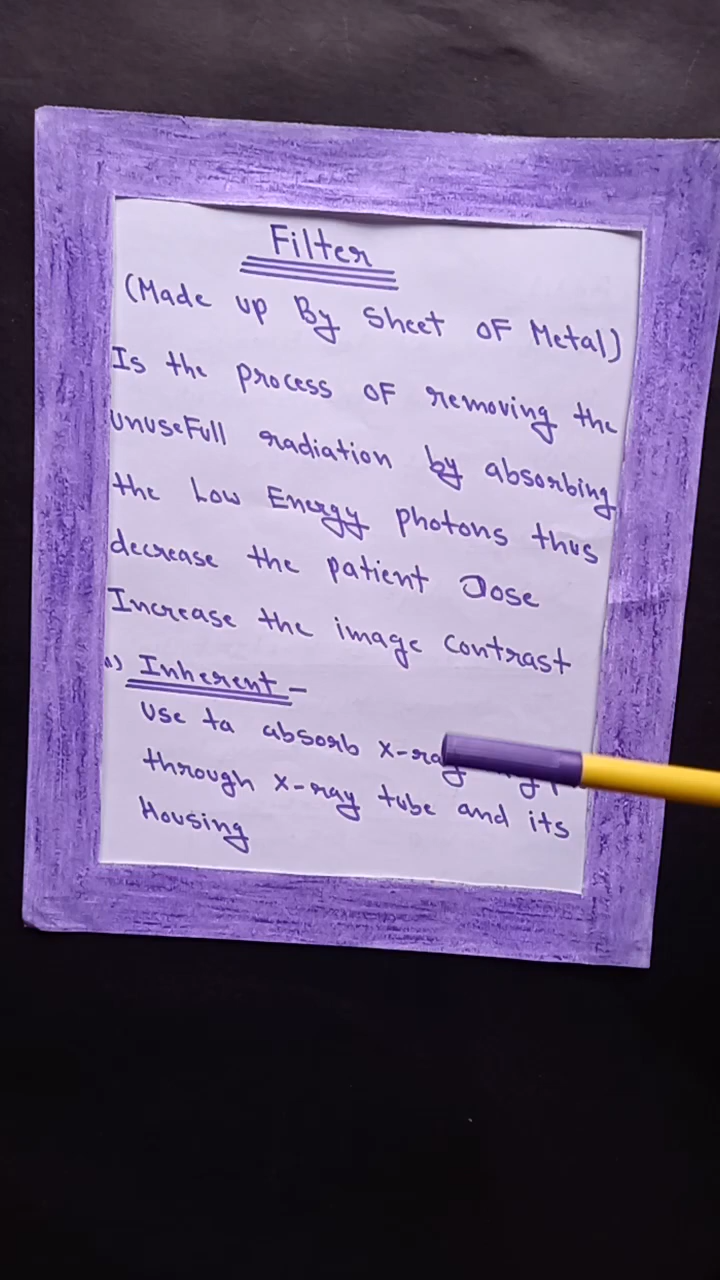 Filter
(Made up By Sheet OF Metal)
Is the process OF removing the
unuseFull radiation by absorbing
the Low Energy photons thus
decrease the patient Dose
Increase the image contrast
Inherent -
Use ta absorb x-ray
through x-ray tube and its
Housing